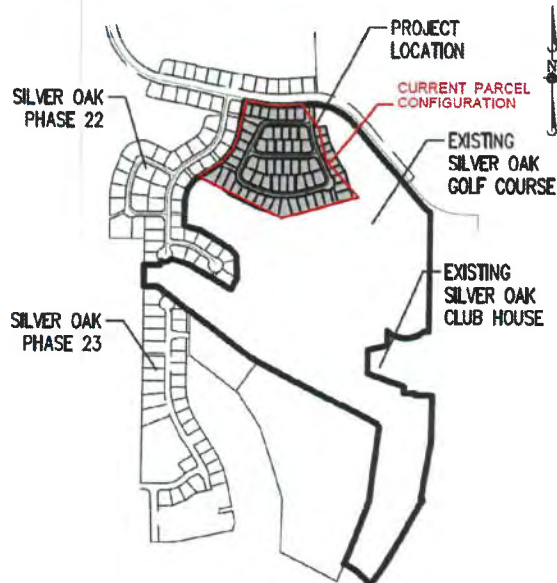 PROJECT
LOCATION
CURRENT PARCEL
CONFIGURATION
SILVER OAK
PHASE 22
EXISTING
SILVER OAK
GOLF COURSE
EXISTING
SILVER OAK
CLUB HOUSE
SILVER OAK
PHASE 23